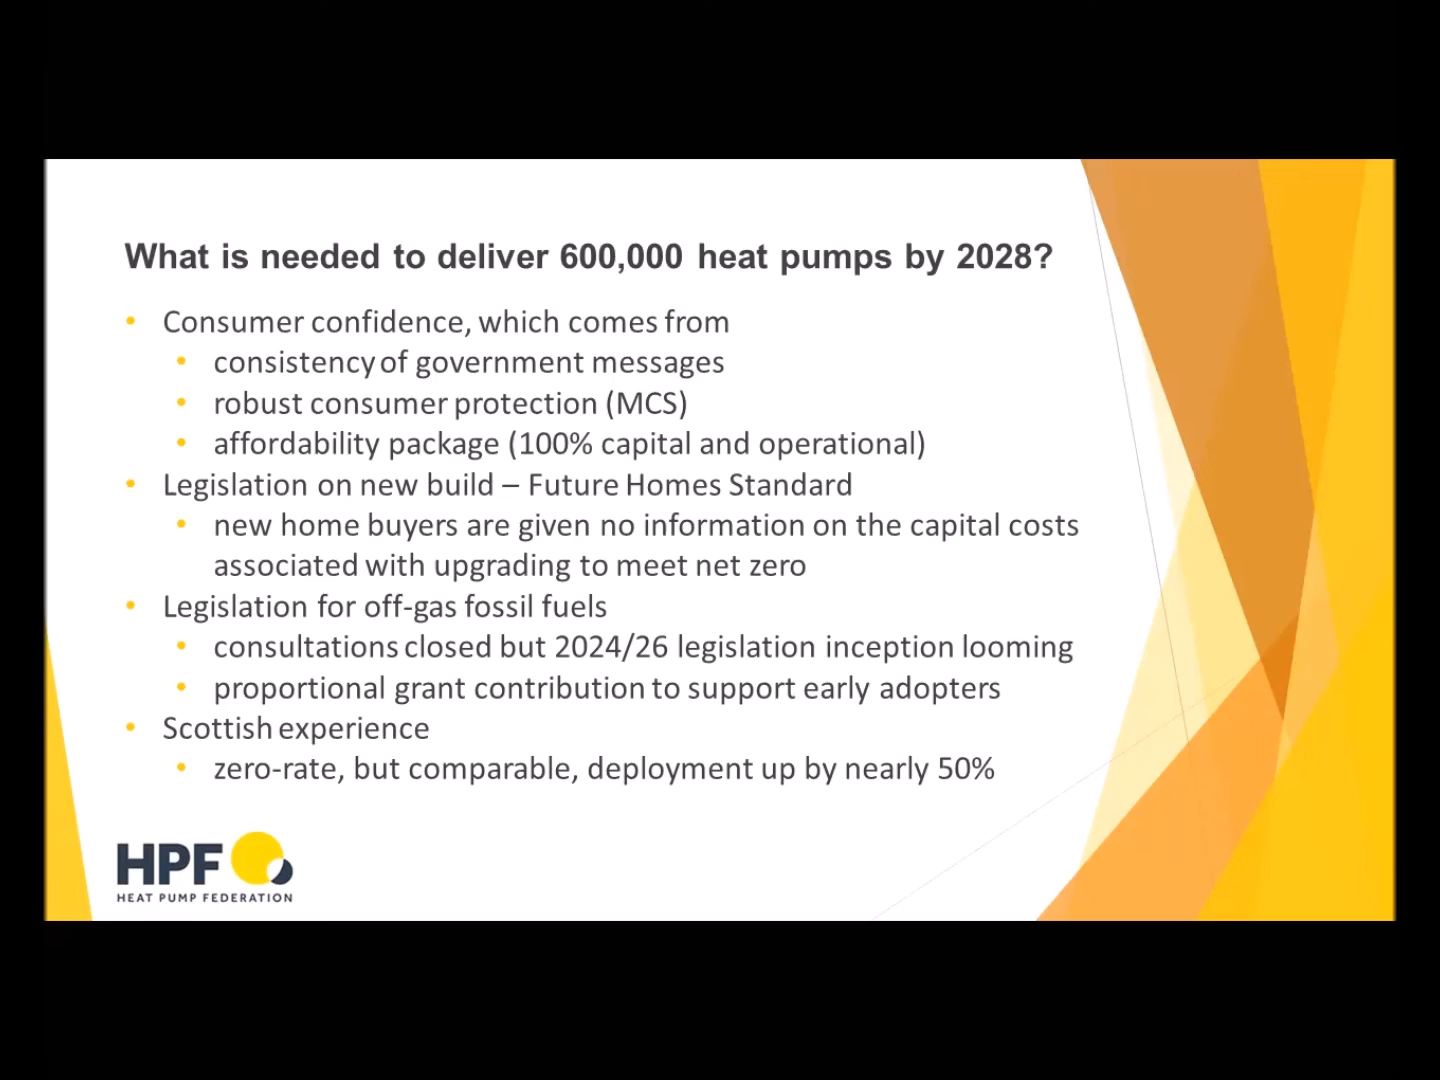 What is needed to deliver 600,000 heat pumps by 2028?
• Consumer confidence, which comes from
• consistency of government messages
• robust consumer protection (MCS)
• affordability package (100% capital and operational)
• Legislation on new build – Future Homes Standard
• new home buyers are given no information on the capital costs
associated with upgrading to meet net zero
• Legislation for off-gas fossil fuels
• consultations closed but 2024/26 legislation inception looming
• proportional grant contribution to support early adopters
• Scottish experience
• zero-rate, but comparable, deployment up by nearly 50%
HPF
HEAT PUMP FEDERATION